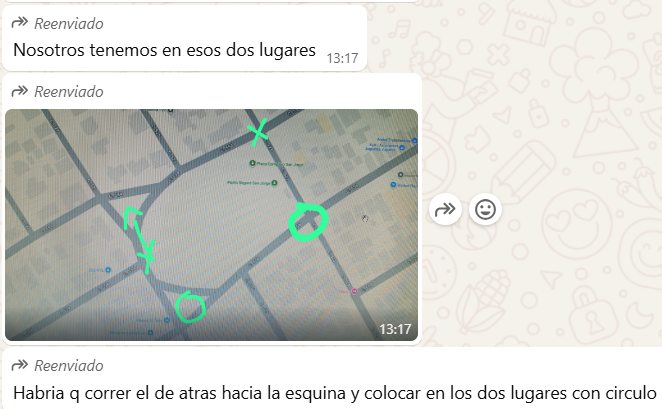 Reenviado
Nosotros tenemos en esos dos lugares 13:17
Reenviado
13:17
Reenviado
Habria q correr el de atras hacia la esquina y colocar en los dos lugares con circulo